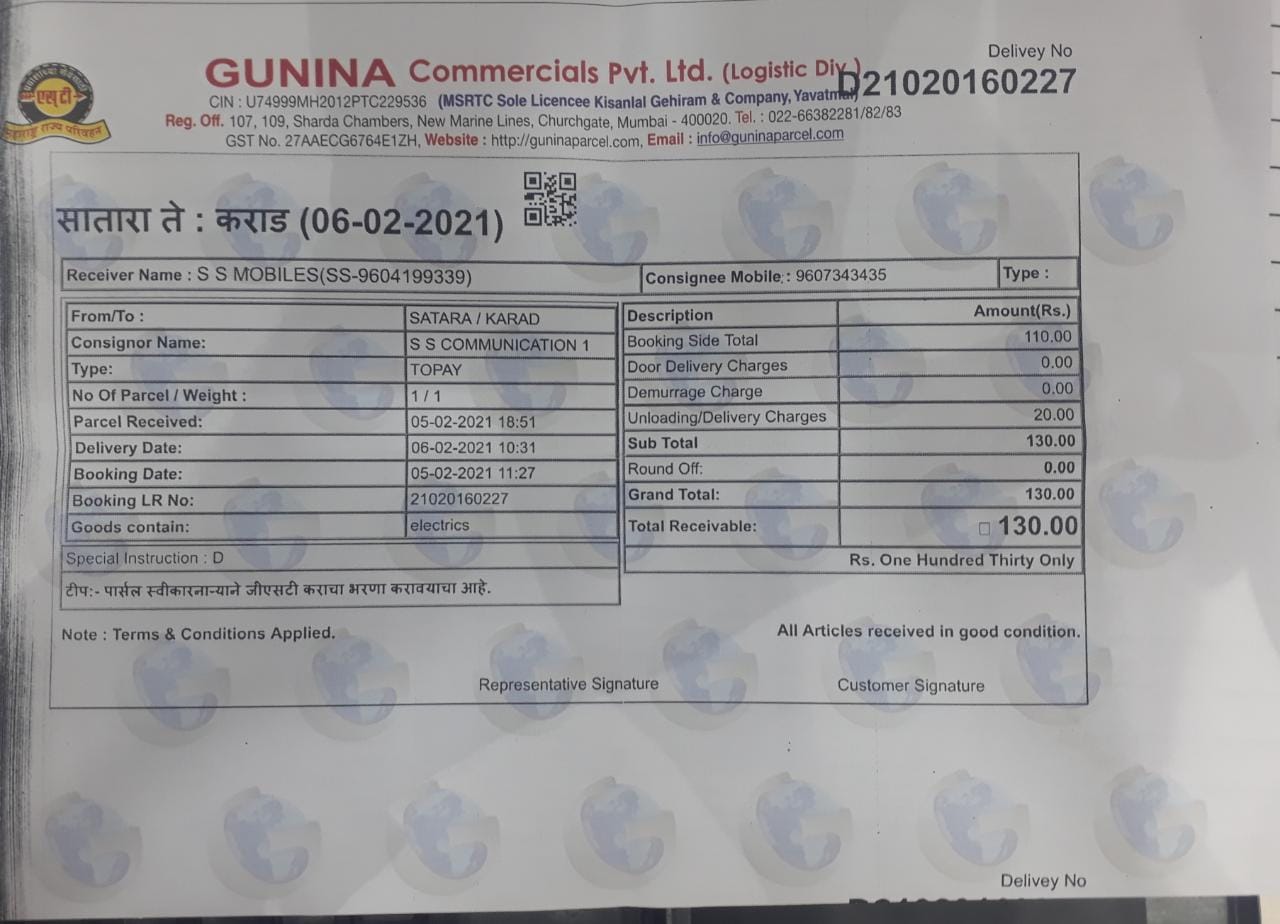 Delivey No
D21020160227
एस्टी
महाराष्ट्र राज्य परिवहन
GUNINA Commercials Pvt. Ltd. (Logistic Div.)
CIN : U74999MH2012PTC229536 (MSRTC Sole Licencee Kisanlal Gehiram & Company, Yavatmal)
Reg. Off. 107, 109, Sharda Chambers, New Marine Lines, Churchgate, Mumbai - 400020. Tel. : 022-66382281/82/83
GST No. 27AAECG6764E1ZH, Website : http://guninaparcel.com, Email : info@guninaparcel.com
सातारा ते : कराड (06-02-2021)
Receiver Name : S S MOBILES(SS-9604199339) Consignee Mobile: : 9607343435 Type :
From/To : SATARA / KARAD
Consignor Name: S S COMMUNICATION 1
Type: TOPAY
No Of Parcel / Weight : 1 / 1
Parcel Received: 05-02-2021 18:51
Delivery Date: 06-02-2021 10:31
Booking Date: 05-02-2021 11:27
Booking LR No: 21020160227
Goods contain: electrics
Special Instruction : D
टीप:- पार्सल स्वीकारनाऱ्याने जीएसटी कराचा भरणा करावयाचा आहे.
Description Amount(Rs.)
Booking Side Total 110.00
Door Delivery Charges 0.00
Demurrage Charge 0.00
Unloading/Delivery Charges 20.00
Sub Total 130.00
Round Off: 0.00
Grand Total: 130.00
Total Receivable: □ 130.00
Rs. One Hundred Thirty Only
Note : Terms & Conditions Applied. All Articles received in good condition.
Representative Signature Customer Signature
Delivey No